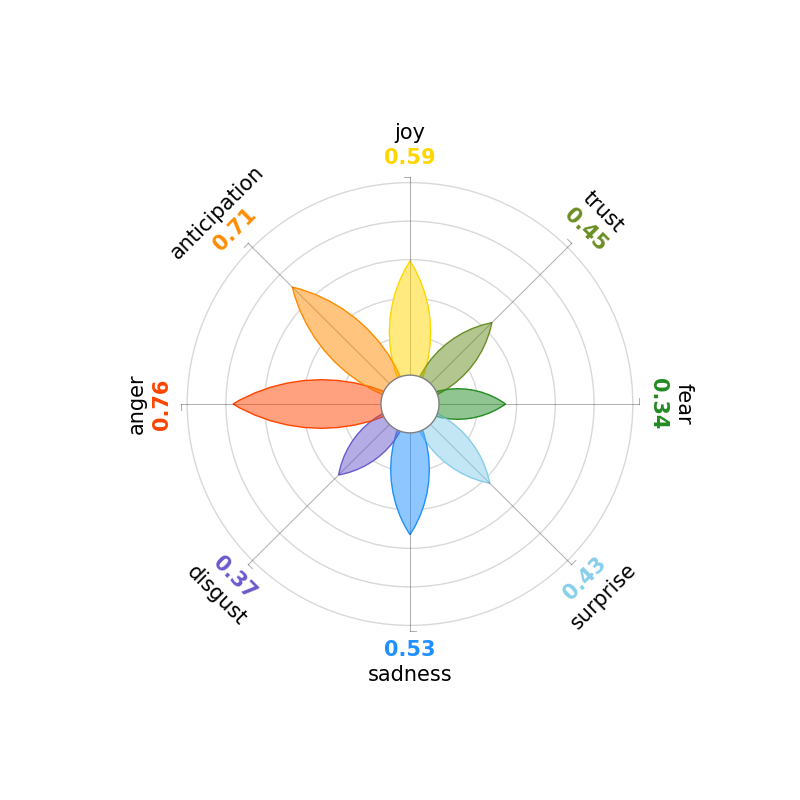 joy
0.59
trust
0.45
fear
0.34
surprise
0.43
sadness
0.53
disgust
0.37
anger
0.76
anticipation
0.71